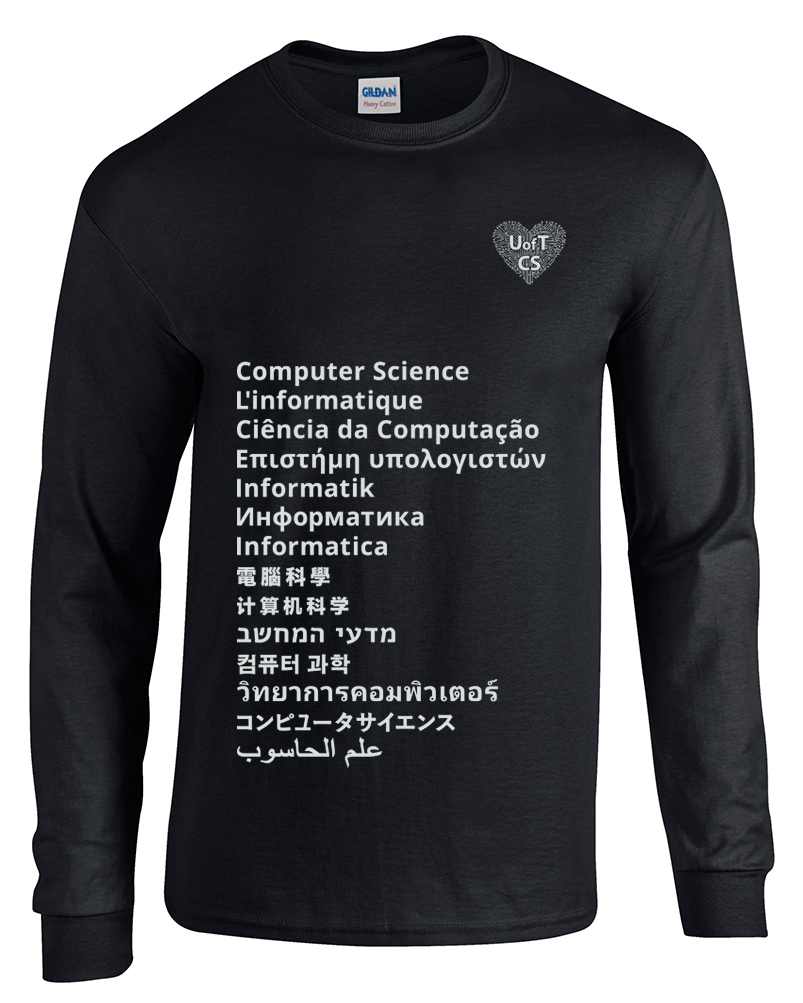 GILDAN
Heavy Cotton
UofT
CS
Computer Science
L'informatique
Ciência da Computação
Επιστήμη υπολογιστών
Informatik
Информатика
Informatica
電腦科學
计算机科学
מדעי המחשב
컴퓨터 과학
วิทยาการคอมพิวเตอร์
コンピュータサイエンス
علم الحاسوب